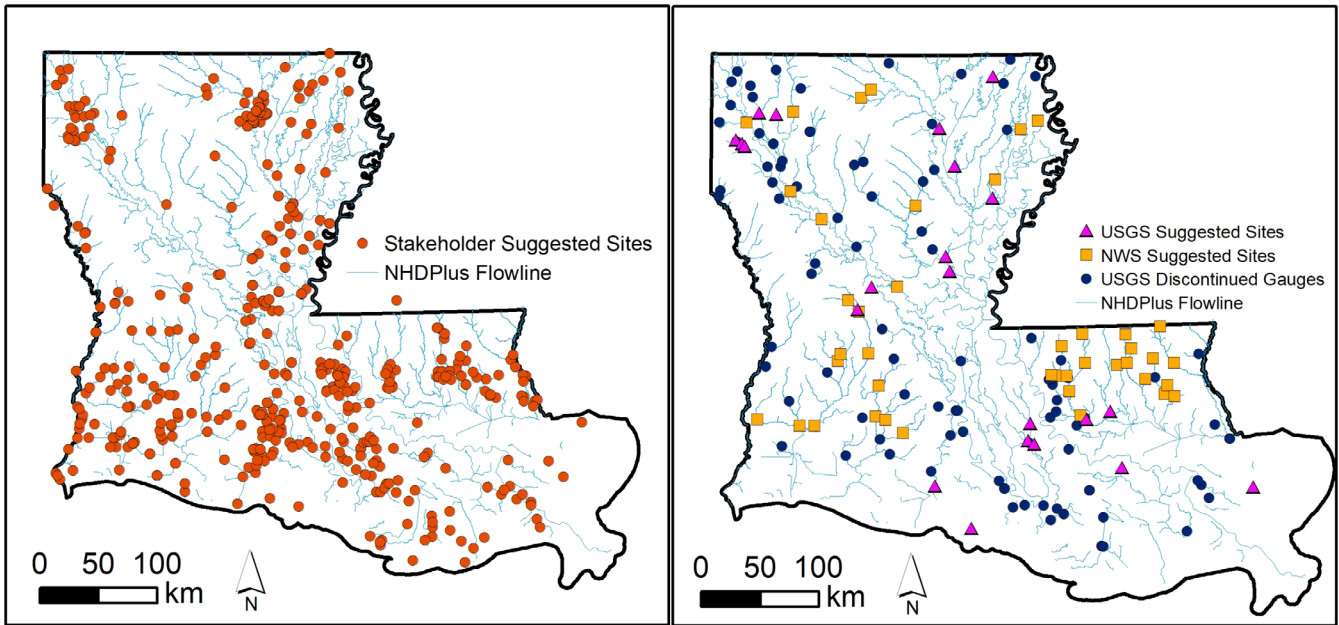 Stakeholder Suggested Sites
NHDPlus Flowline
0 50 100
km
N
USGS Suggested Sites
NWS Suggested Sites
USGS Discontinued Gauges
NHDPlus Flowline
0 50 100
km
N